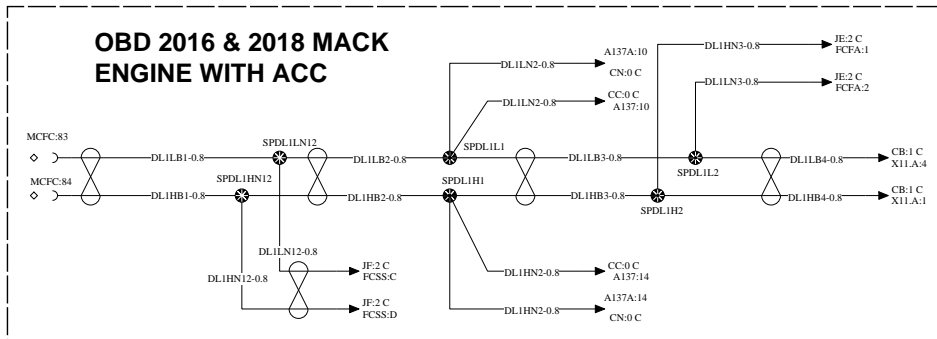 OBD 2016 & 2018 MACK
ENGINE WITH ACC
DL1HN3-0.8
JE:2 C
FCFA:1
A137A:10
DL1LN2-0.8
CN:0 C
DL1LN3-0.8
JE:2 C
FCFA:2
DL1LN2-0.8
CC:0 C
A137:10
MCFC:83
SPDL1LN12
SPDL1L1
DL1LB1-0.8
DL1LB2-0.8
DL1LB3-0.8
DL1LB4-0.8
CB:1 C
X11.A:4
SPDL1L2
MCFC:84
SPDL1HN12
SPDL1H1
DL1HB1-0.8
DL1HB2-0.8
DL1HB3-0.8
DL1HB4-0.8
CB:1 C
X11.A:1
SPDL1H2
DL1LN12-0.8
JF:2 C
FCSS:C
DL1HN12-0.8
JF:2 C
FCSS:D
DL1HN2-0.8
CC:0 C
A137:14
A137A:14
DL1HN2-0.8
CN:0 C